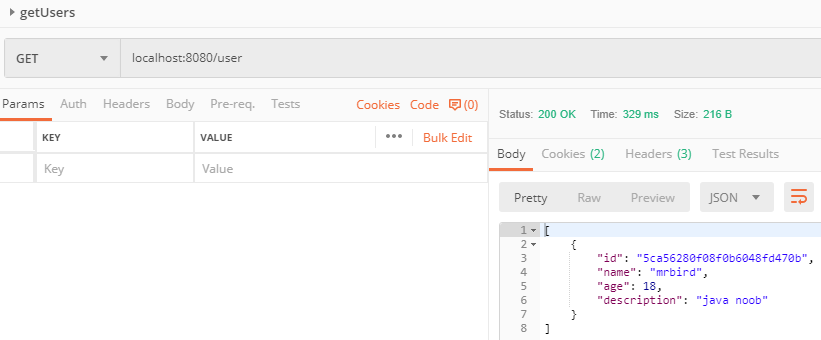 getUsers
GET localhost:8080/user
Params Auth Headers Body Pre-req. Tests Cookies Code (0)
KEY VALUE ••• Bulk Edit
Key Value
Status: 200 OK Time: 329 ms Size: 216 B
Body Cookies (2) Headers (3) Test Results
Pretty Raw Preview JSON
1 [
2 {
3 "id": "5ca56280f08f0b6048fd470b",
4 "name": "mrbird",
5 "age": 18,
6 "description": "java noob"
7 }
8 ]